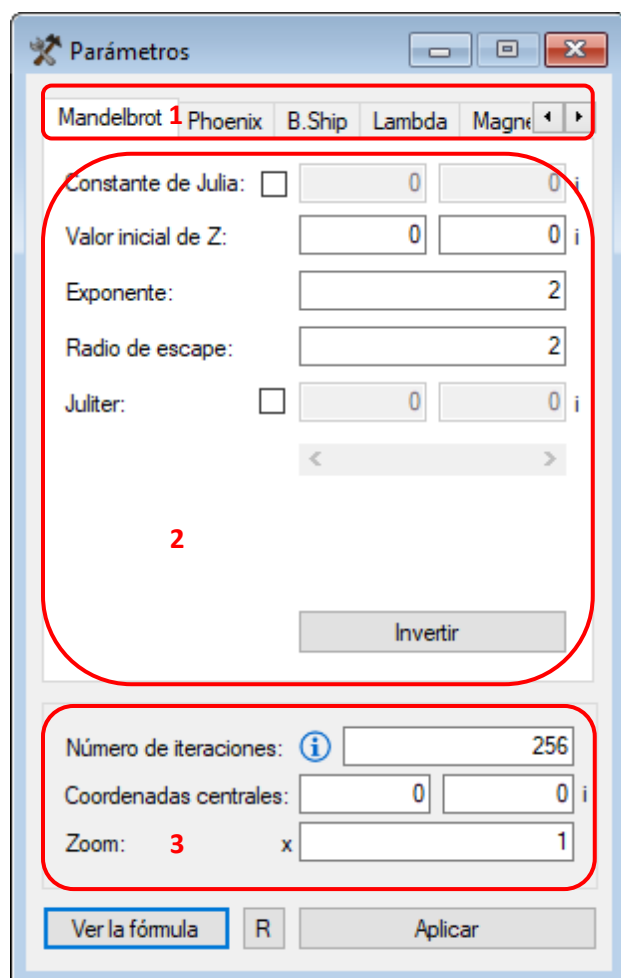 Parámetros
Mandelbrot 1 Phoenix B.Ship Lambda Magne
Constante de Julia: 0 0 i
Valor inicial de Z: 0 0 i
Exponente: 2
Radio de escape: 2
Juliter: 0 0 i
2
Invertir
Número de iteraciones: 256
Coordenadas centrales: 0 0 i
Zoom: 3 x 1
Ver la fórmula R Aplicar